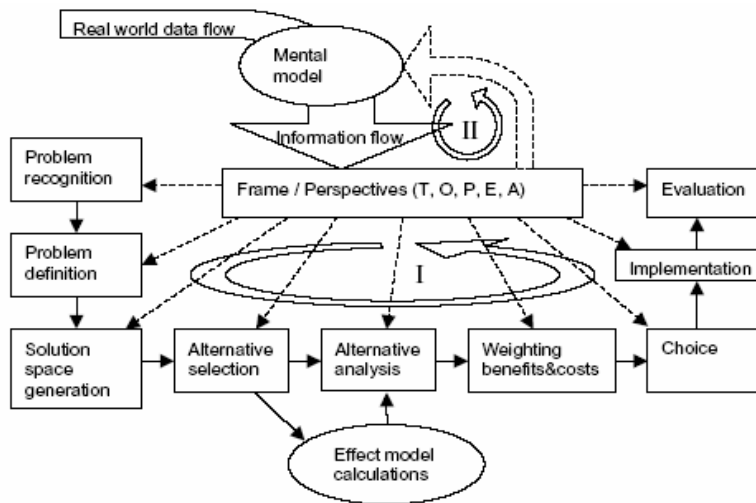 Real world data flow
Mental
model
II
Information flow
Problem
recognition
Frame / Perspectives (T, O, P, E, A)
Evaluation
Problem
definition
I
Implementation
Solution
space
generation
Alternative
selection
Alternative
analysis
Weighting
benefits&costs
Choice
Effect model
calculations